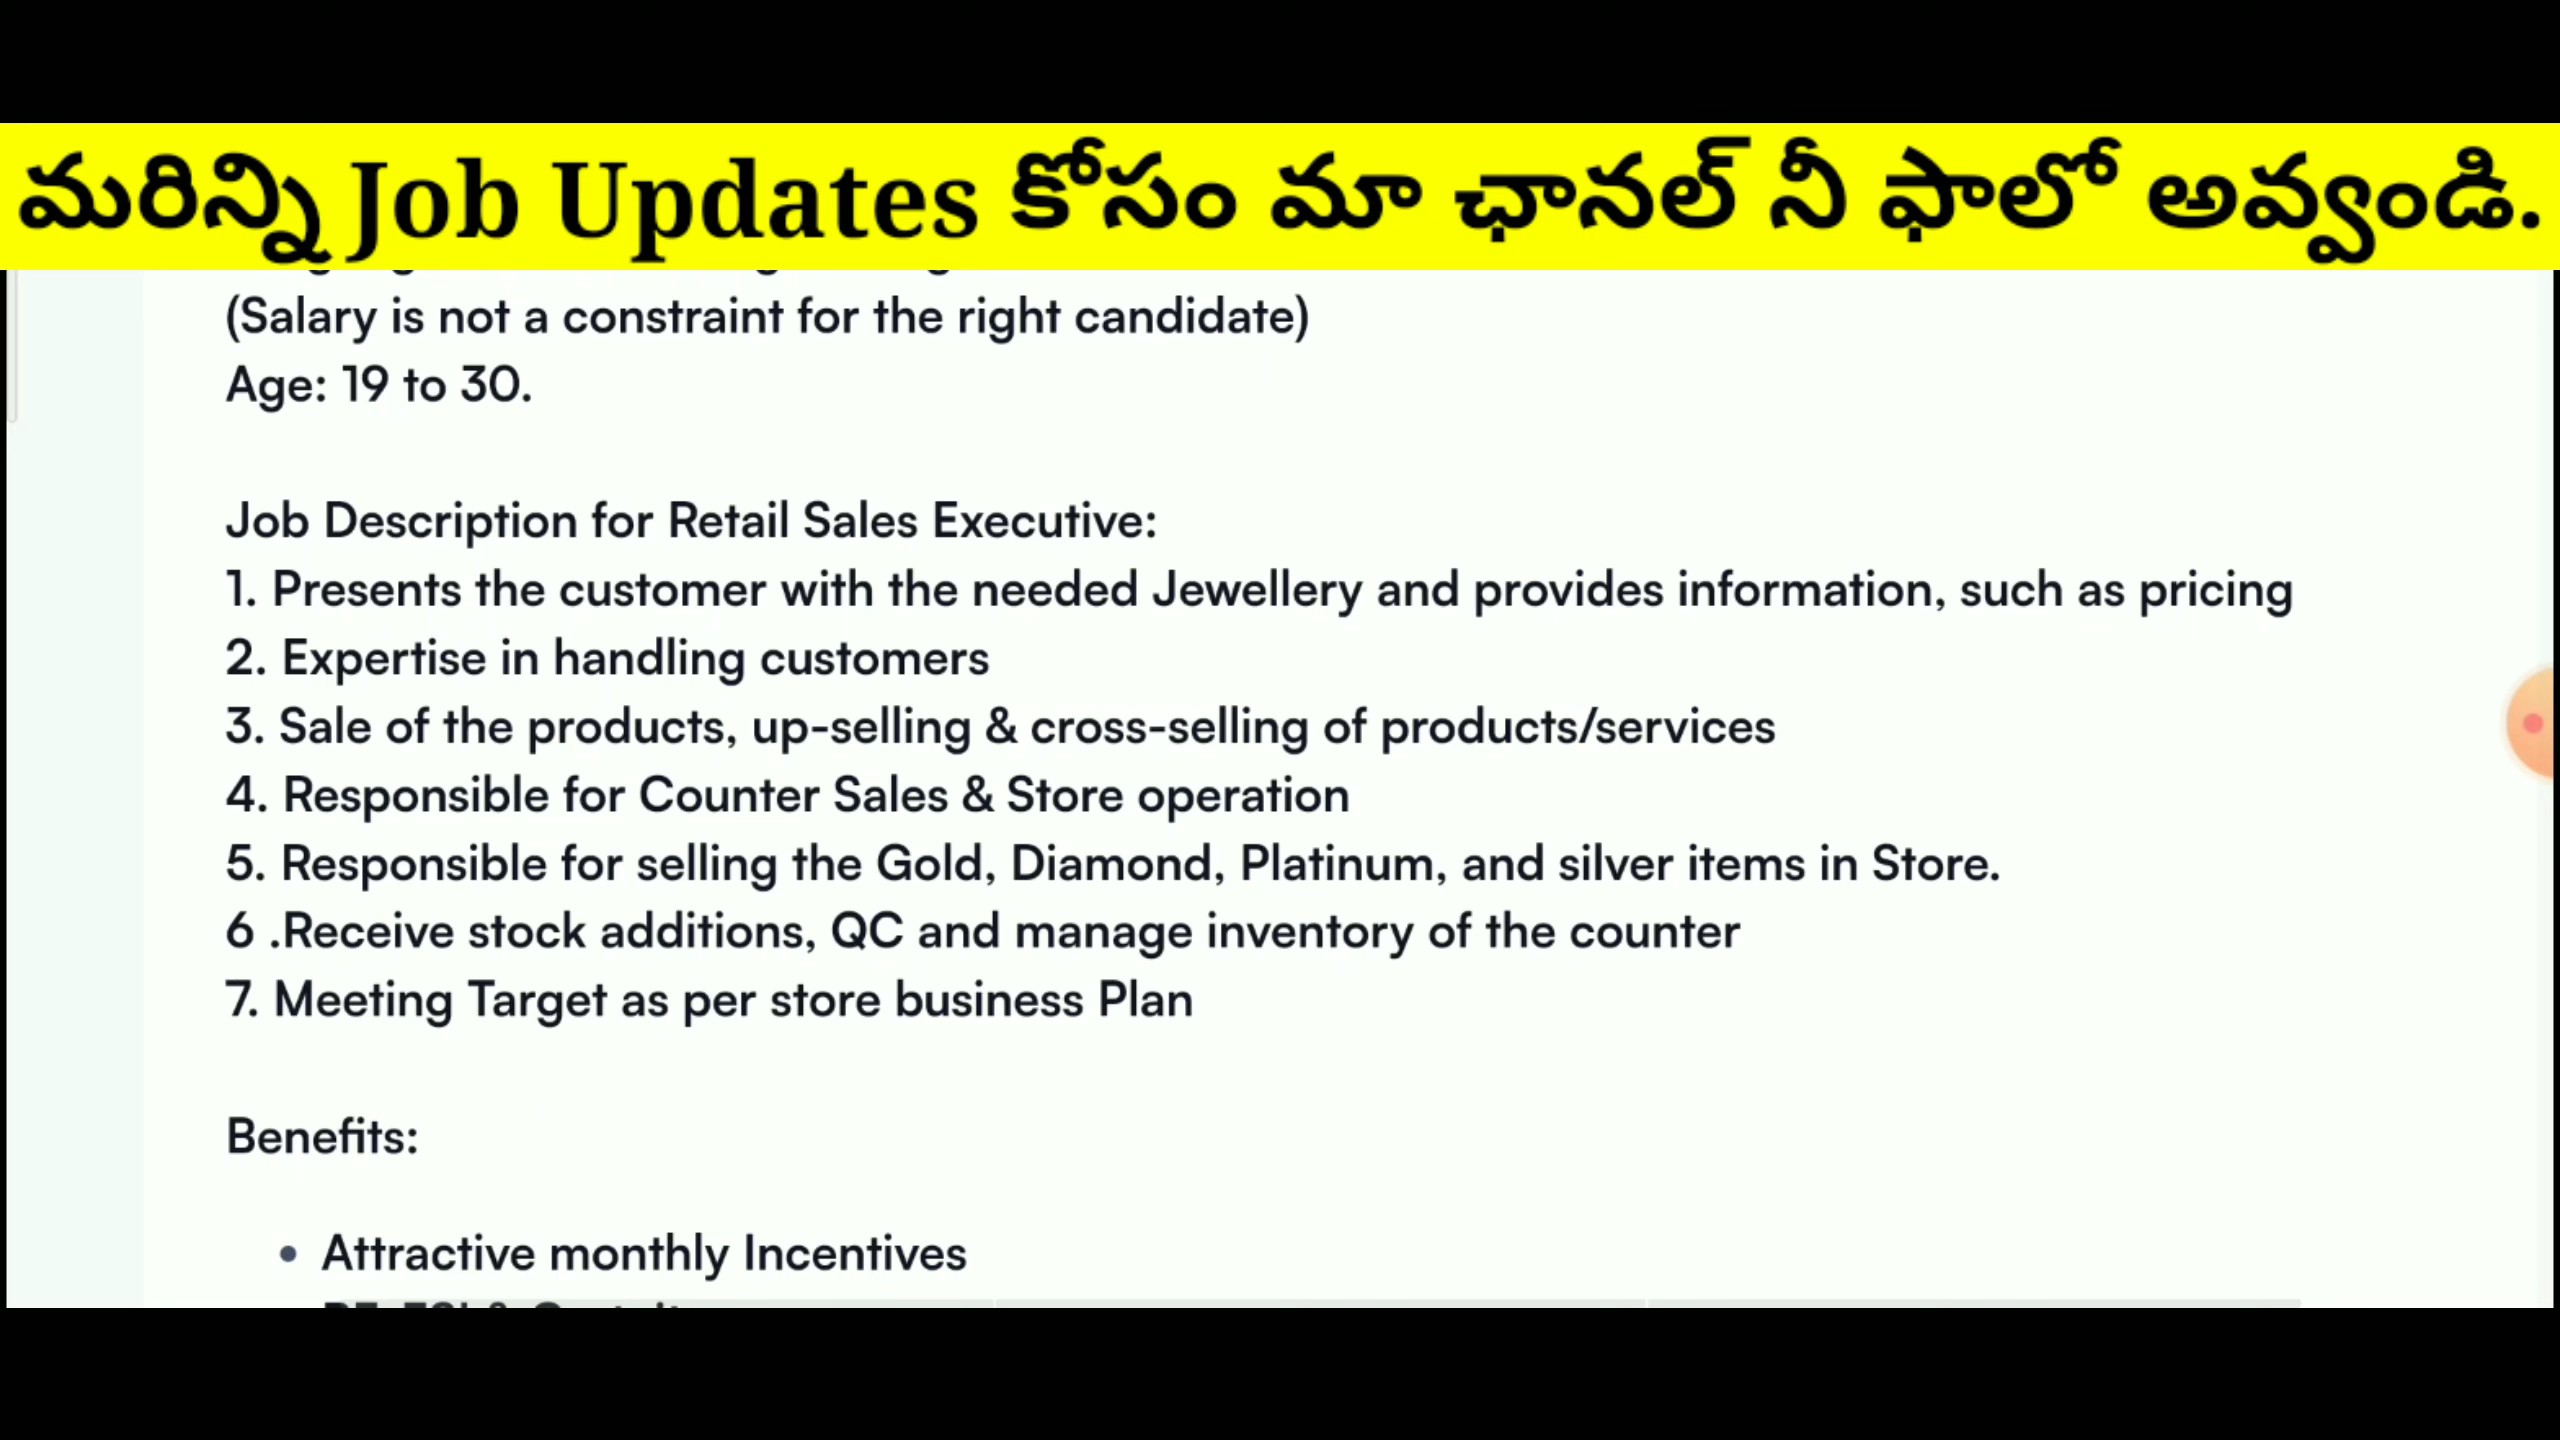 మరిన్ని Job Updates కోసం మా ఛానల్ నీ ఫాలో అవ్వండి.
(Salary is not a constraint for the right candidate)
Age: 19 to 30.
Job Description for Retail Sales Executive:
1. Presents the customer with the needed Jewellery and provides information, such as pricing
2. Expertise in handling customers
3. Sale of the products, up-selling & cross-selling of products/services
4. Responsible for Counter Sales & Store operation
5. Responsible for selling the Gold, Diamond, Platinum, and silver items in Store.
6 .Receive stock additions, QC and manage inventory of the counter
7. Meeting Target as per store business Plan
Benefits:
• Attractive monthly Incentives